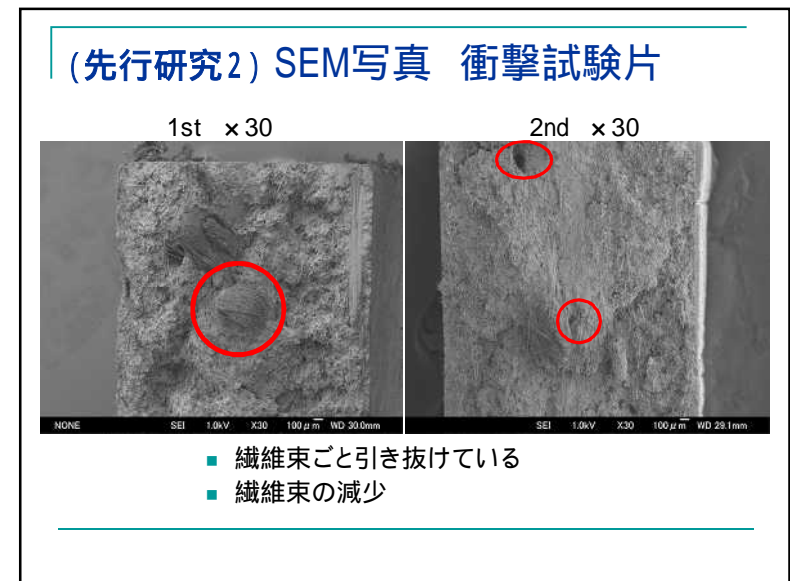 (先行研究2) SEM写真 衝撃試験片
1st ×30
2nd ×30
NONE SEI 1.0kV X30 100μm WD 30.0mm
SEI 1.0kV X30 100μm WD 29.1mm
繊維束ごと引き抜けている
繊維束の減少